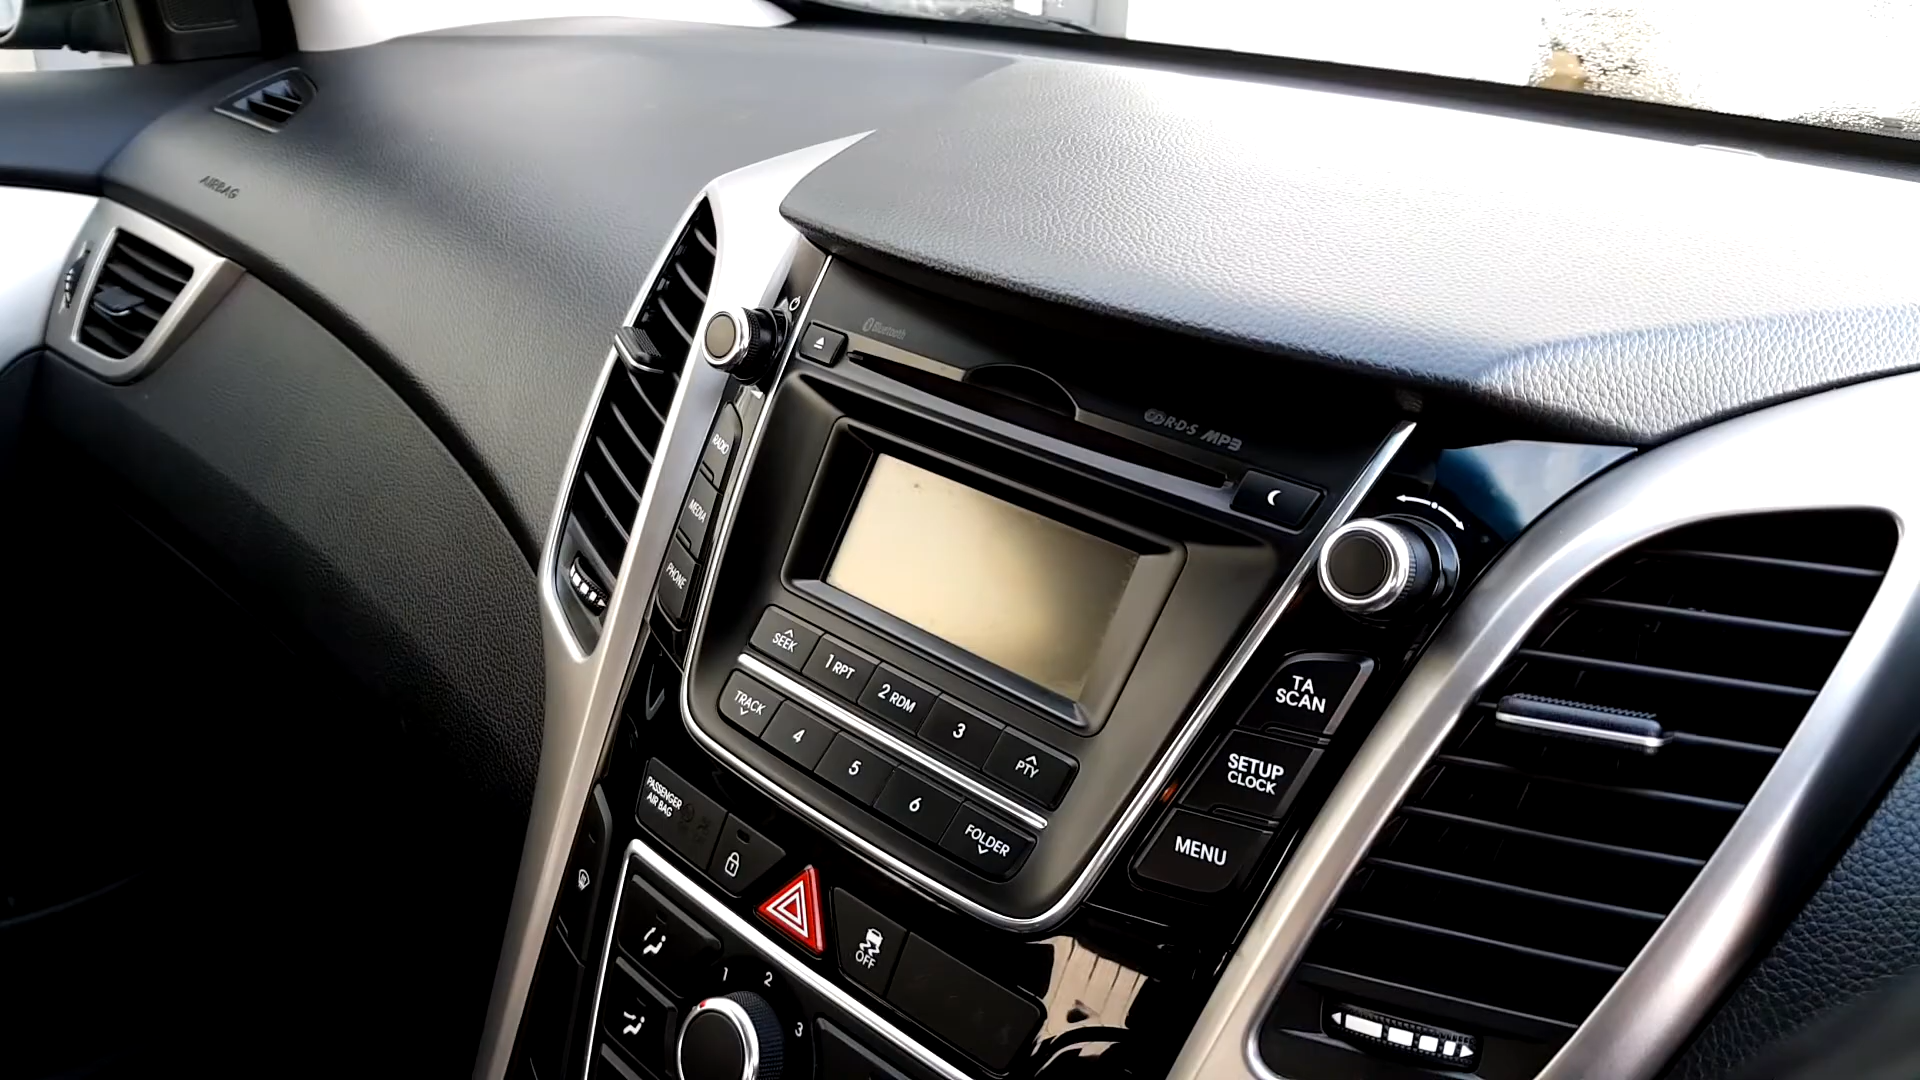 AIRBAG
Bluetooth
R·D·S MP3
RADIO
MEDIA
PHONE
SEEK
1 RPT
2 RDM
3
PTY
TRACK
4
5
6
FOLDER
TA
SCAN
SETUP
CLOCK
MENU
PASSENGER
AIR BAG
OFF
1
2
3